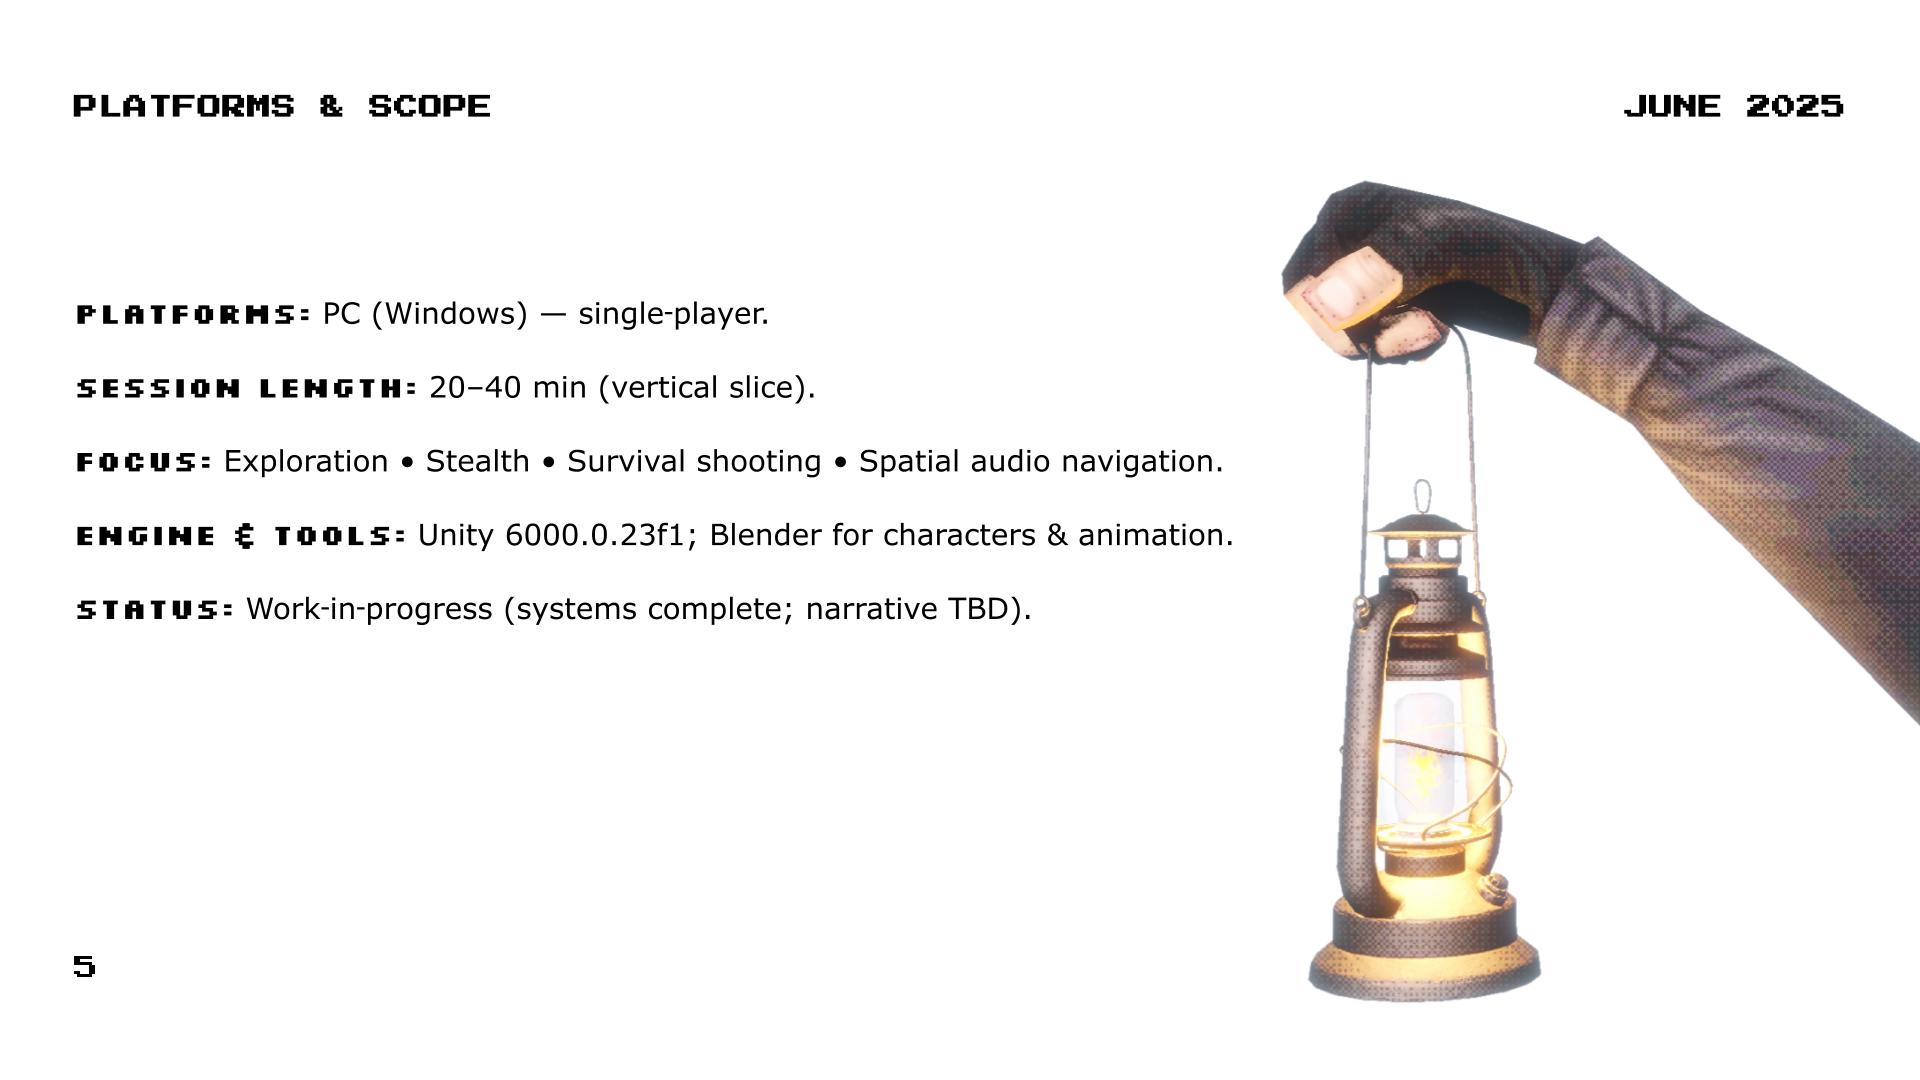 PLATFORMS & SCOPE
JUNE 2025
PLATFORMS: PC (Windows) — single-player.
SESSION LENGTH: 20–40 min (vertical slice).
FOCUS: Exploration • Stealth • Survival shooting • Spatial audio navigation.
ENGINE & TOOLS: Unity 6000.0.23f1; Blender for characters & animation.
STATUS: Work-in-progress (systems complete; narrative TBD).
5